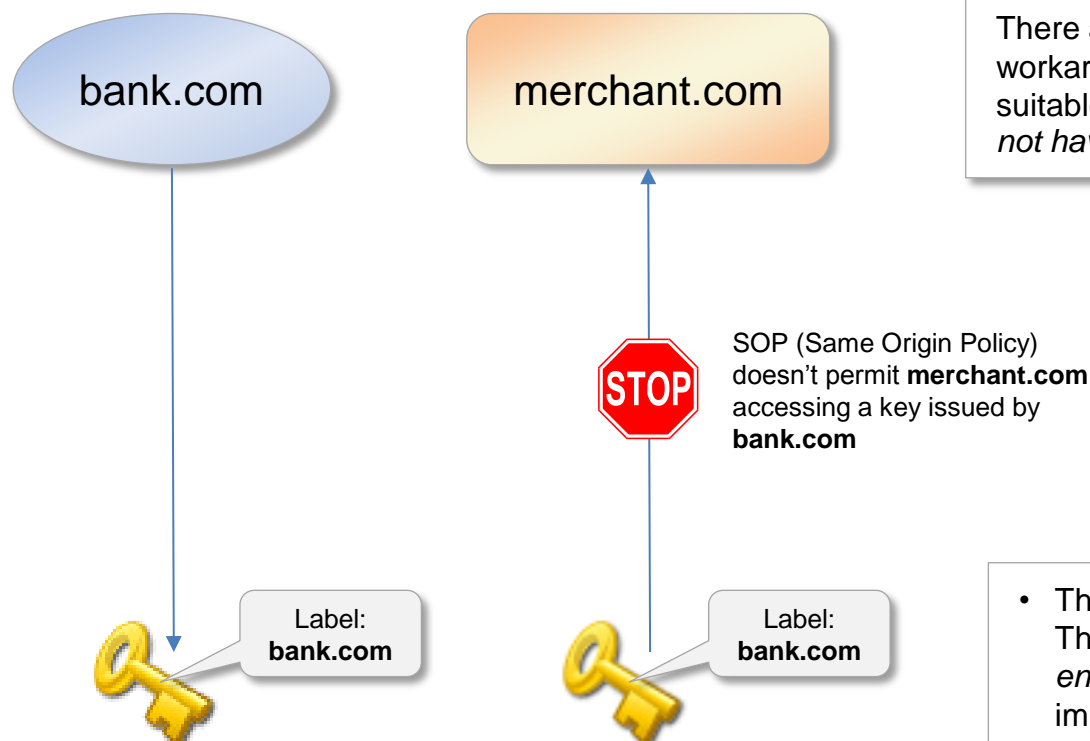 bank.com
merchant.com
There
workar
suitabl
not hav
STOP
SOP (Same Origin Policy)
doesn’t permit merchant.com
accessing a key issued by
bank.com
Label:
bank.com
Label:
bank.com
• Th
Th
en
im